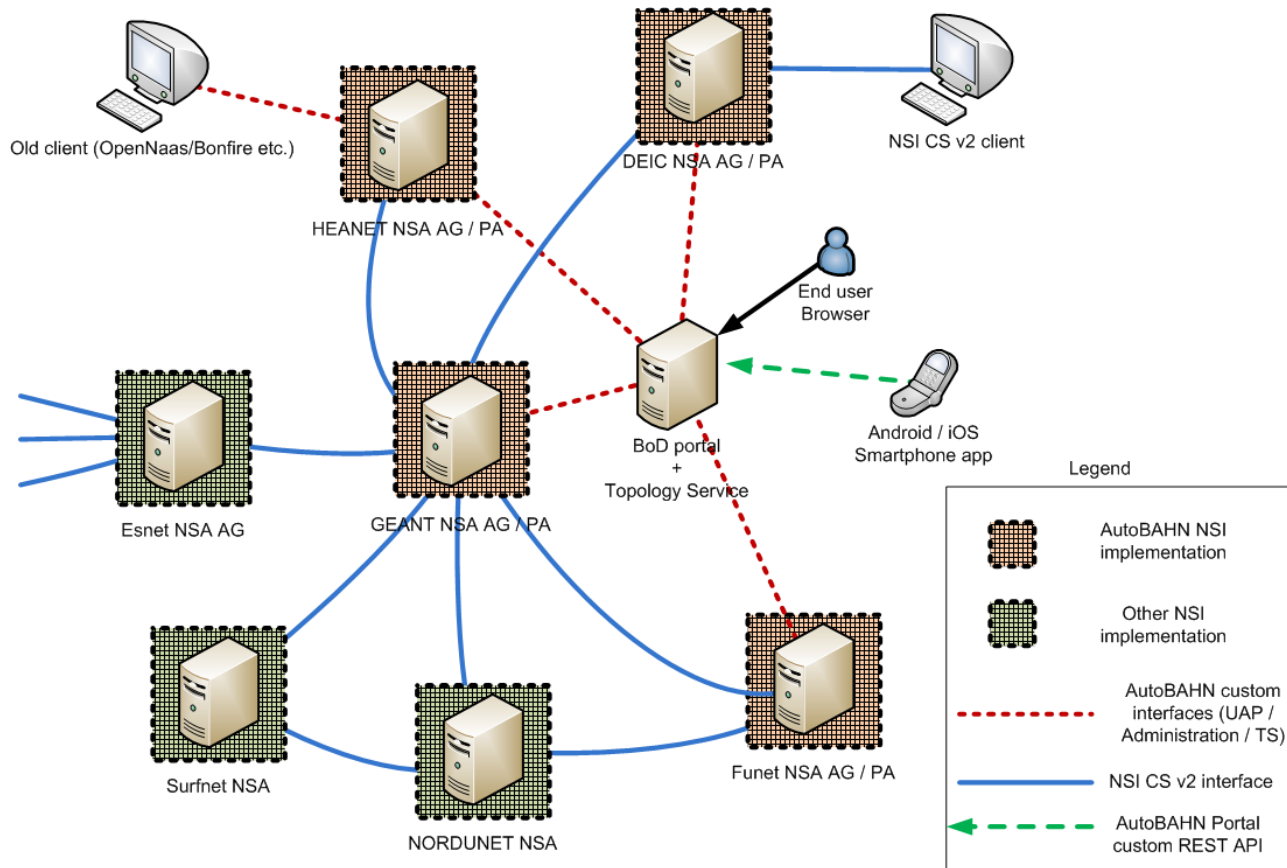 Old client (OpenNaas/Bonfire etc.)
HEANET NSA AG / PA
DEIC NSA AG / PA
NSI CS v2 client
End user
Browser
BoD portal
+
Topology Service
Android / iOS
Smartphone app
Esnet NSA AG
GEANT NSA AG / PA
Surfnet NSA
NORDUNET NSA
Funet NSA AG / PA
Legend
AutoBAHN NSI
implementation
Other NSI
implementation
AutoBAHN custom
interfaces (UAP /
Administration / TS)
NSI CS v2 interface
AutoBAHN Portal
custom REST API